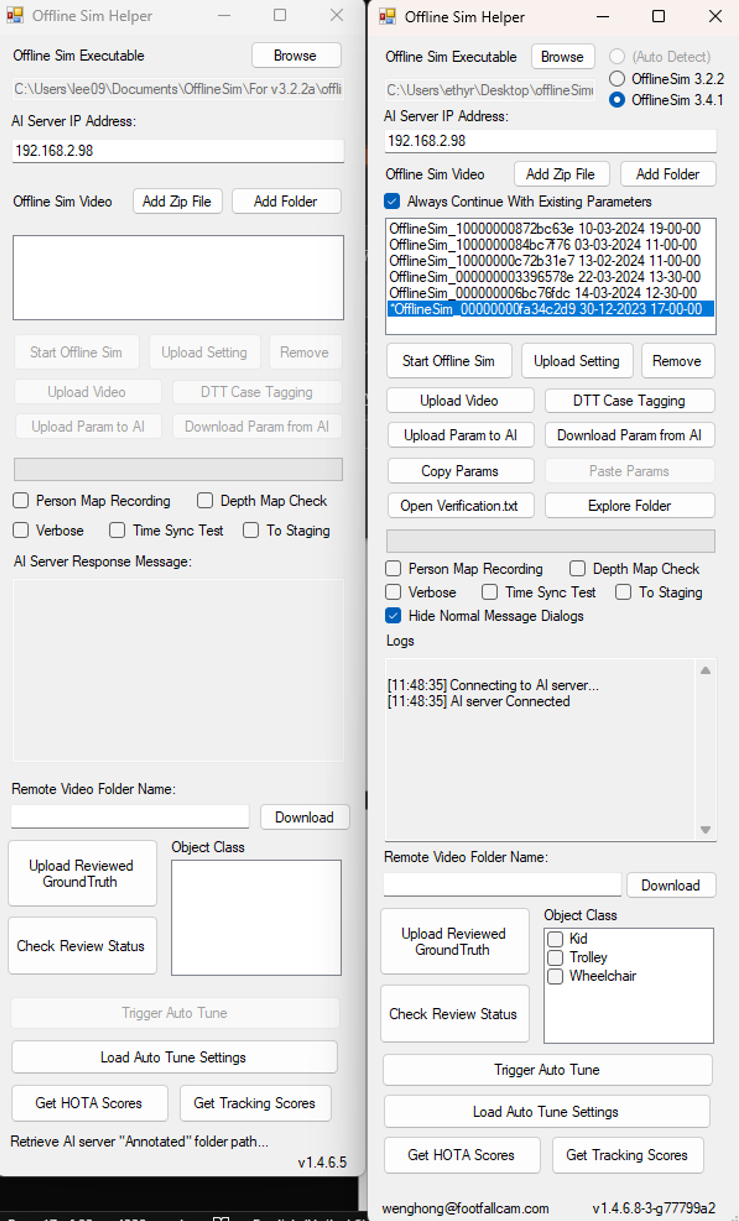 Offline Sim Helper
Offline Sim Executable
Browse
C:\Users\lee09\Documents\OfflineSim\For v3.2.2a\offli
AI Server IP Address:
192.168.2.98
Offline Sim Video
Add Zip File
Add Folder
Start Offline Sim
Upload Setting
Remove
Upload Video
DTT Case Tagging
Upload Param to AI
Download Param from AI
Person Map Recording
Depth Map Check
Verbose
Time Sync Test
To Staging
AI Server Response Message:
Remote Video Folder Name:
Download
Upload Reviewed
GroundTruth
Object Class
Check Review Status
Trigger Auto Tune
Load Auto Tune Settings
Get HOTA Scores
Get Tracking Scores
Retrieve AI server "Annotated" folder path...
v1.4.6.5
Offline Sim Helper
Offline Sim Executable
Browse
(Auto Detect)
OfflineSim 3.2.2
OfflineSim 3.4.1
C:\Users\ethyr\Desktop\offlineSim
AI Server IP Address:
192.168.2.98
Offline Sim Video
Add Zip File
Add Folder
Always Continue With Existing Parameters
OfflineSim_10000000872bc63e 10-03-2024 19-00-00
OfflineSim_1000000084bc7f76 03-03-2024 11-00-00
OfflineSim_10000000c72b31e7 13-02-2024 11-00-00
OfflineSim_000000003396578e 22-03-2024 13-30-00
OfflineSim_000000006bc76fdc 14-03-2024 12-30-00
*OfflineSim_00000000fa34c2d9 30-12-2023 17-00-00
Start Offline Sim
Upload Setting
Remove
Upload Video
DTT Case Tagging
Upload Param to AI
Download Param from AI
Copy Params
Paste Params
Open Verification.txt
Explore Folder
Person Map Recording
Depth Map Check
Verbose
Time Sync Test
To Staging
Hide Normal Message Dialogs
Logs
[11:48:35] Connecting to AI server...
[11:48:35] AI server Connected
Remote Video Folder Name:
Download
Upload Reviewed
GroundTruth
Object Class
Kid
Trolley
Wheelchair
Check Review Status
Trigger Auto Tune
Load Auto Tune Settings
Get HOTA Scores
Get Tracking Scores
wenghong@footfallcam.com
v1.4.6.8-3-g77799a2